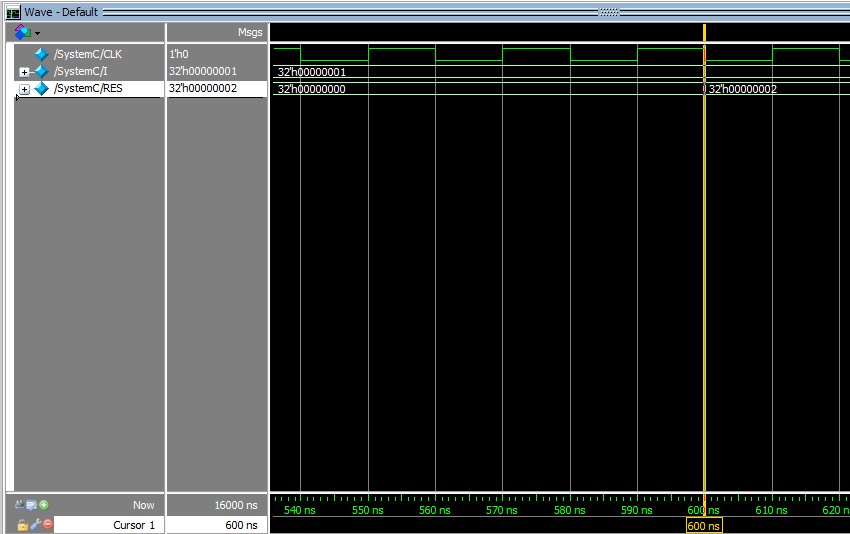 Wave - Default
Msgs
/SystemC/CLK 1'h0
/SystemC/I 32'h00000001 32'h00000001
/SystemC/RES 32'h00000002 32'h00000000 32'h00000002
Now 16000 ns 540 ns 550 ns 560 ns 570 ns 580 ns 590 ns 600 ns 610 ns 620 n
Cursor 1 600 ns 600 ns